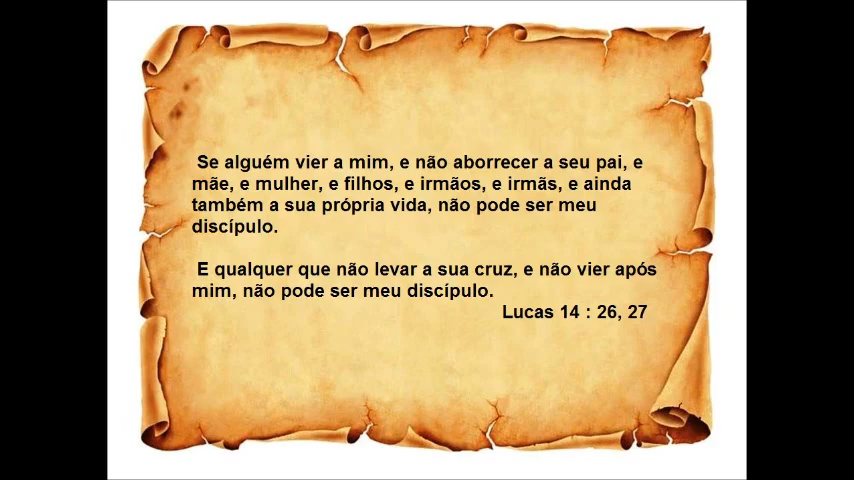 Se alguém vier a mim, e não aborrecer a seu pai, e
mãe, e mulher, e filhos, e irmãos, e irmãs, e ainda
também a sua própria vida, não pode ser meu
discípulo.
E qualquer que não levar a sua cruz, e não vier após
mim, não pode ser meu discípulo.
Lucas 14 : 26, 27